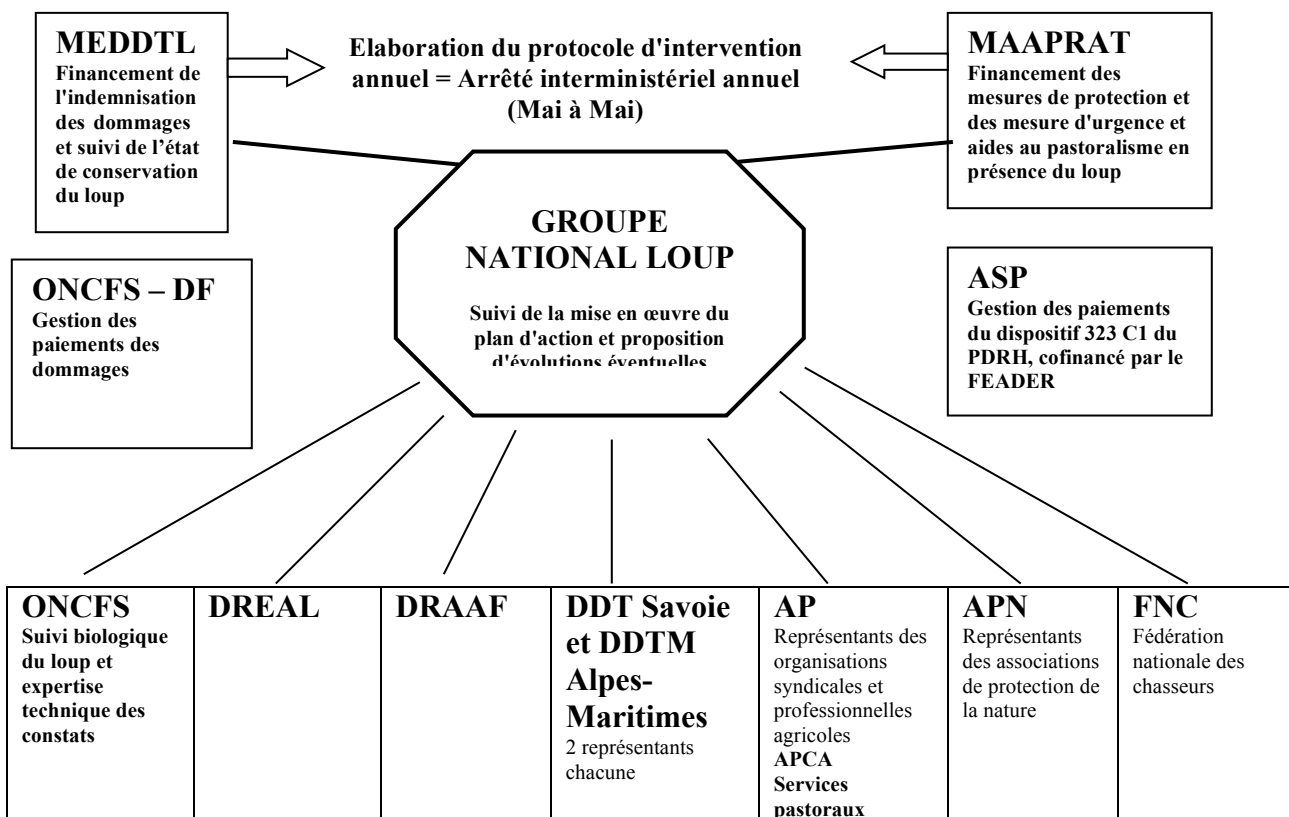 MEDDTL
Financement de
l'indemnisation
des dommages
et suivi de l'état
de conservation
du loup
Elaboration du protocole d'intervention
annuel = Arrêté interministériel annuel
(Mai à Mai)
MAAPRAT
Financement des
mesures de protection et
des mesure d'urgence et
aides au pastoralisme en
présence du loup
GROUPE
NATIONAL LOUP
Suivi de la mise en œuvre du
plan d'action et proposition
d'évolutions éventuelles
ONCFS – DF
Gestion des
paiements des
dommages
ASP
Gestion des paiements
du dispositif 323 C1 du
PDRH, cofinancé par le
FEADER
ONCFS
Suivi biologique
du loup et
expertise
technique des
constats
DREAL
DRAAF
DDT Savoie
et DDTM
Alpes-
Maritimes
2 représentants
chacune
AP
Représentants des
organisations
syndicales et
professionnelles
agricoles
APCA
Services
pastoraux
APN
Représentants
des associations
de protection de
la nature
FNC
Fédération
nationale des
chasseurs